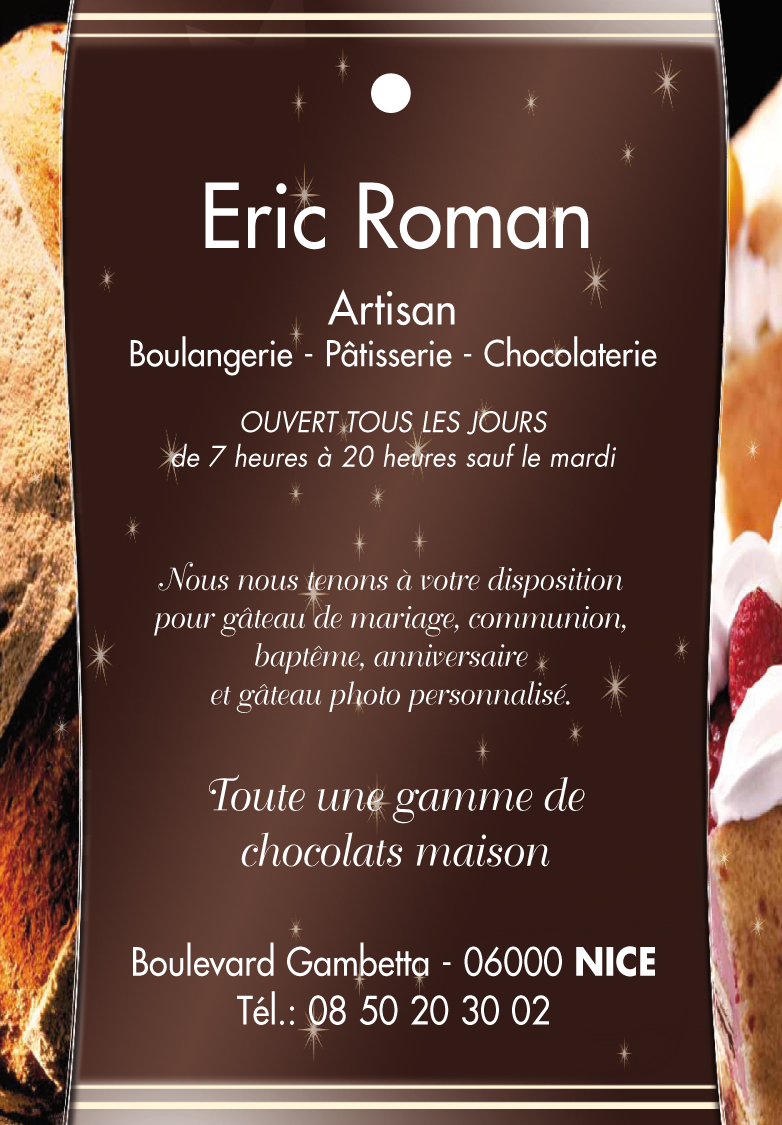 Eric Roman
Artisan
Boulangerie - Pâtisserie - Chocolaterie
OUVERT TOUS LES JOURS
de 7 heures à 20 heures sauf le mardi
Nous nous tenons à votre disposition
pour gâteau de mariage, communion,
baptême, anniversaire
et gâteau photo personnalisé.
Toute une gamme de
chocolats maison
Boulevard Gambetta - 06000 NICE
Tél.: 08 50 20 30 02